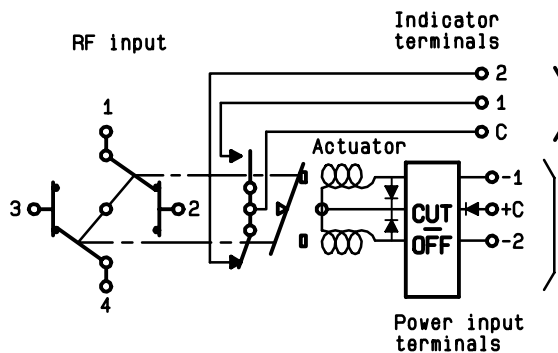 Indicator
terminals
RF input
2
1
C
1
Actuator
3
2
4
CUT
OFF
-1
+C
-2
Power input
terminals